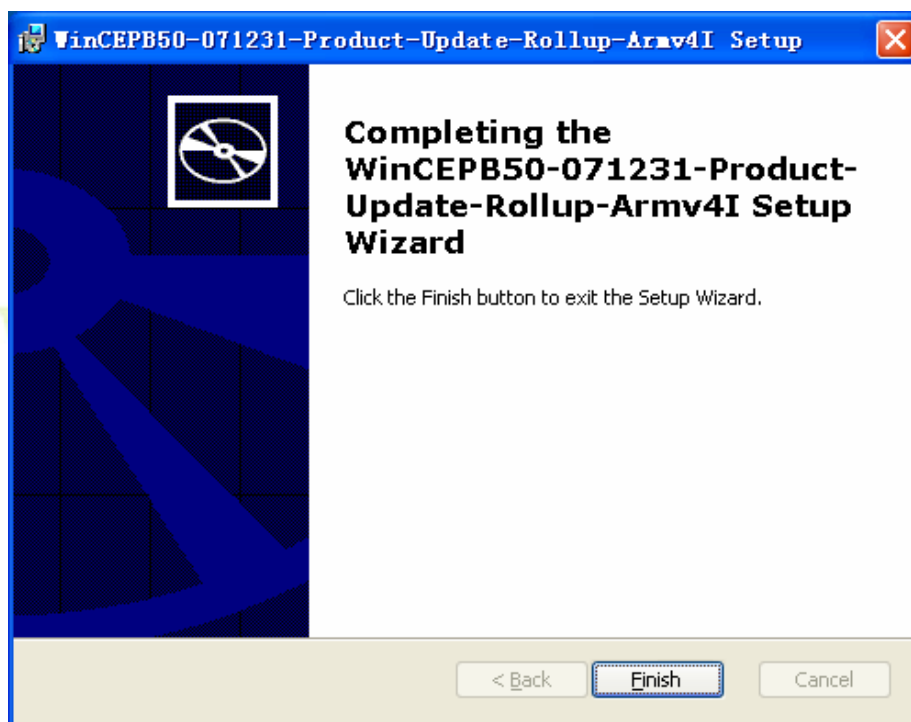 WinCEPB50-071231-Product-Update-Rollup-Armv4I Setup
Completing the
WinCEPB50-071231-Product-
Update-Rollup-Armv4I Setup
Wizard
Click the Finish button to exit the Setup Wizard.
< Back
Finish
Cancel